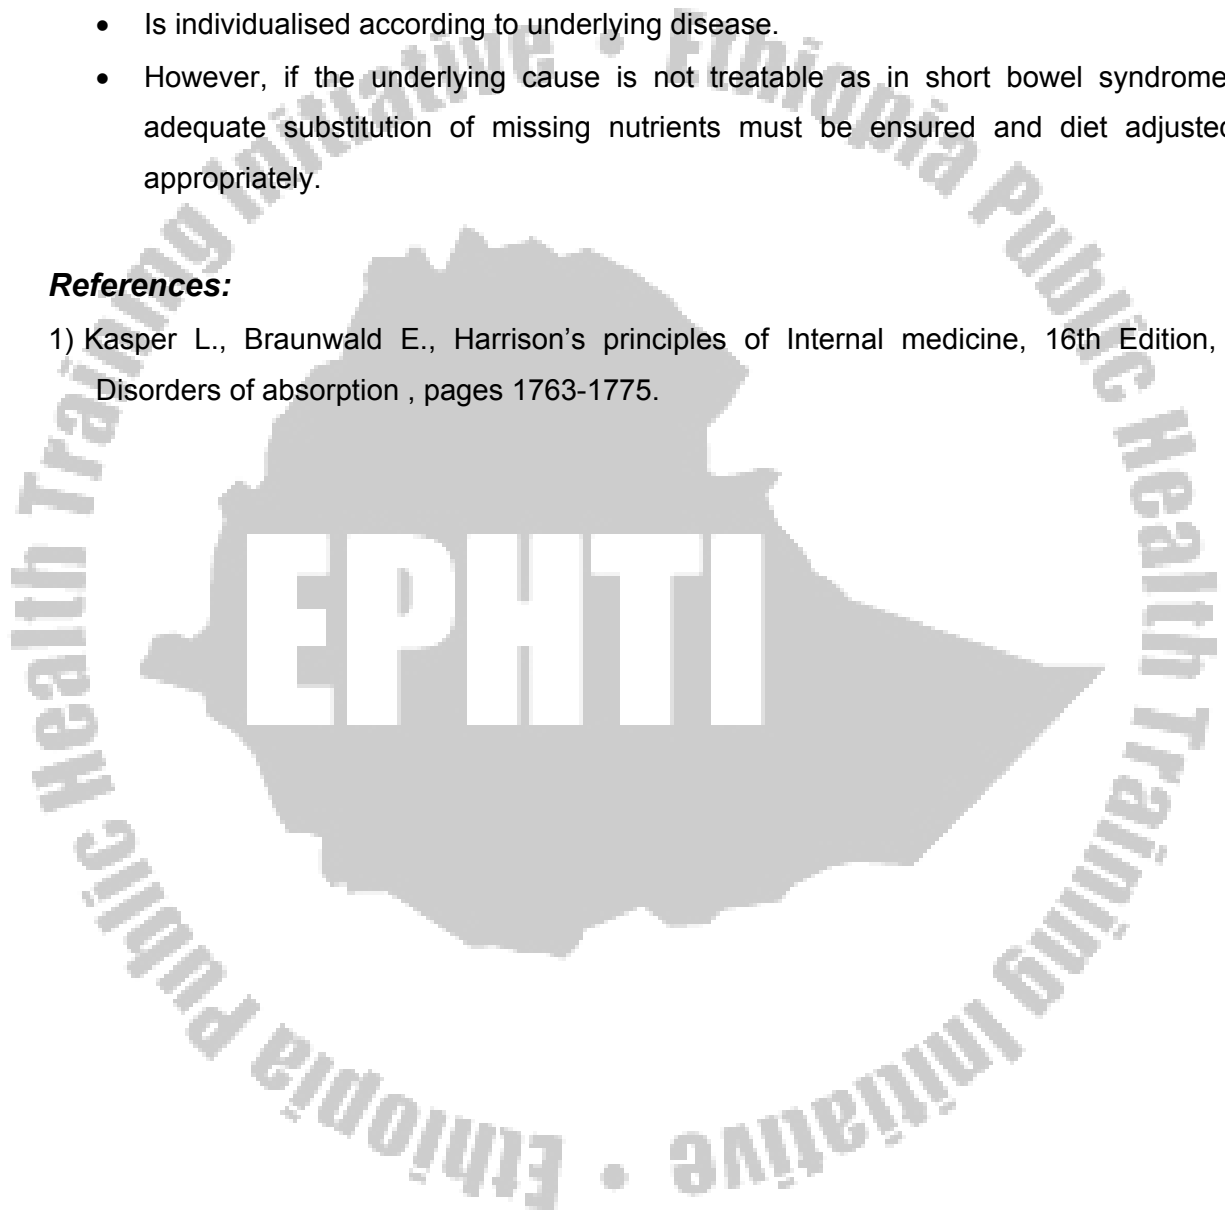 • Is individualised according to underlying disease.
• However, if the underlying cause is not treatable as in short bowel syndrome
adequate substitution of missing nutrients must be ensured and diet adjusted
appropriately.
References:
1) Kasper L., Braunwald E., Harrison’s principles of Internal medicine, 16th Edition,
Disorders of absorption , pages 1763-1775.
EPHTI
Ethiopia Public Health Training Initiative • Ethiopia Public Health Training Initiative •